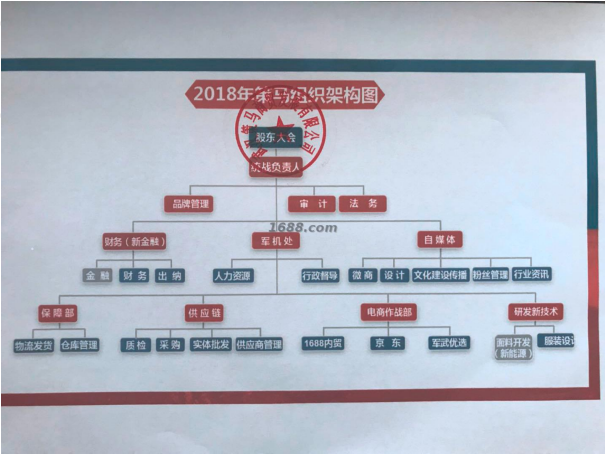 2018年策马组织架构图
股东大会
统战负责人
品牌管理 审计 法务
1688.com
财务（新金融） 军机处 自媒体
金融 财务 出纳 人力资源 行政督导 微商 设计 文化建设传播 粉丝管理 行业资讯
保障部 供应链 电商作战部 研发新技术
物流发货 仓库管理 质检 采购 实体批发 供应商管理 1688内贸 京东 军武优选 面料开发（新能源） 服装设计